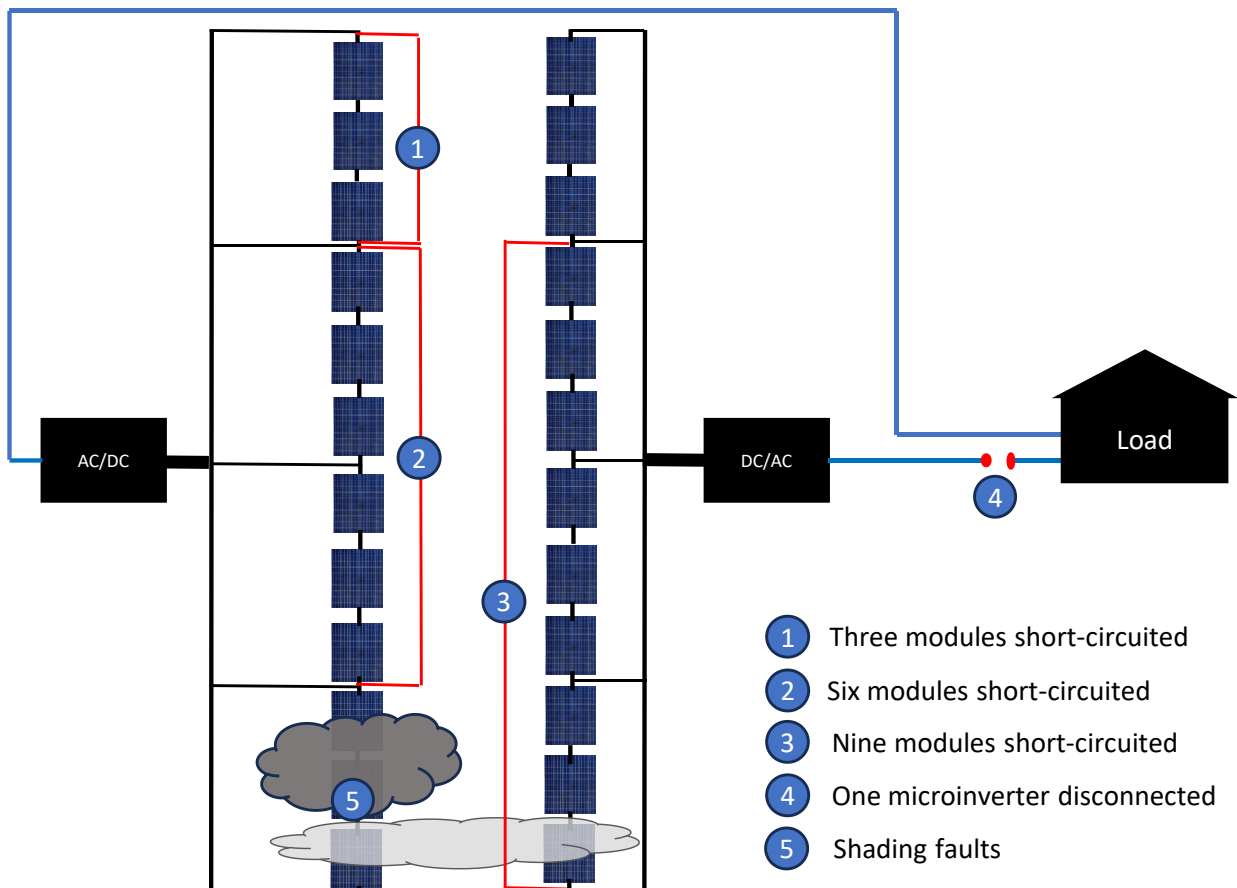 1
AC/DC
2
3
DC/AC
Load
4
5
1 Three modules short-circuited
2 Six modules short-circuited
3 Nine modules short-circuited
4 One microinverter disconnected
5 Shading faults